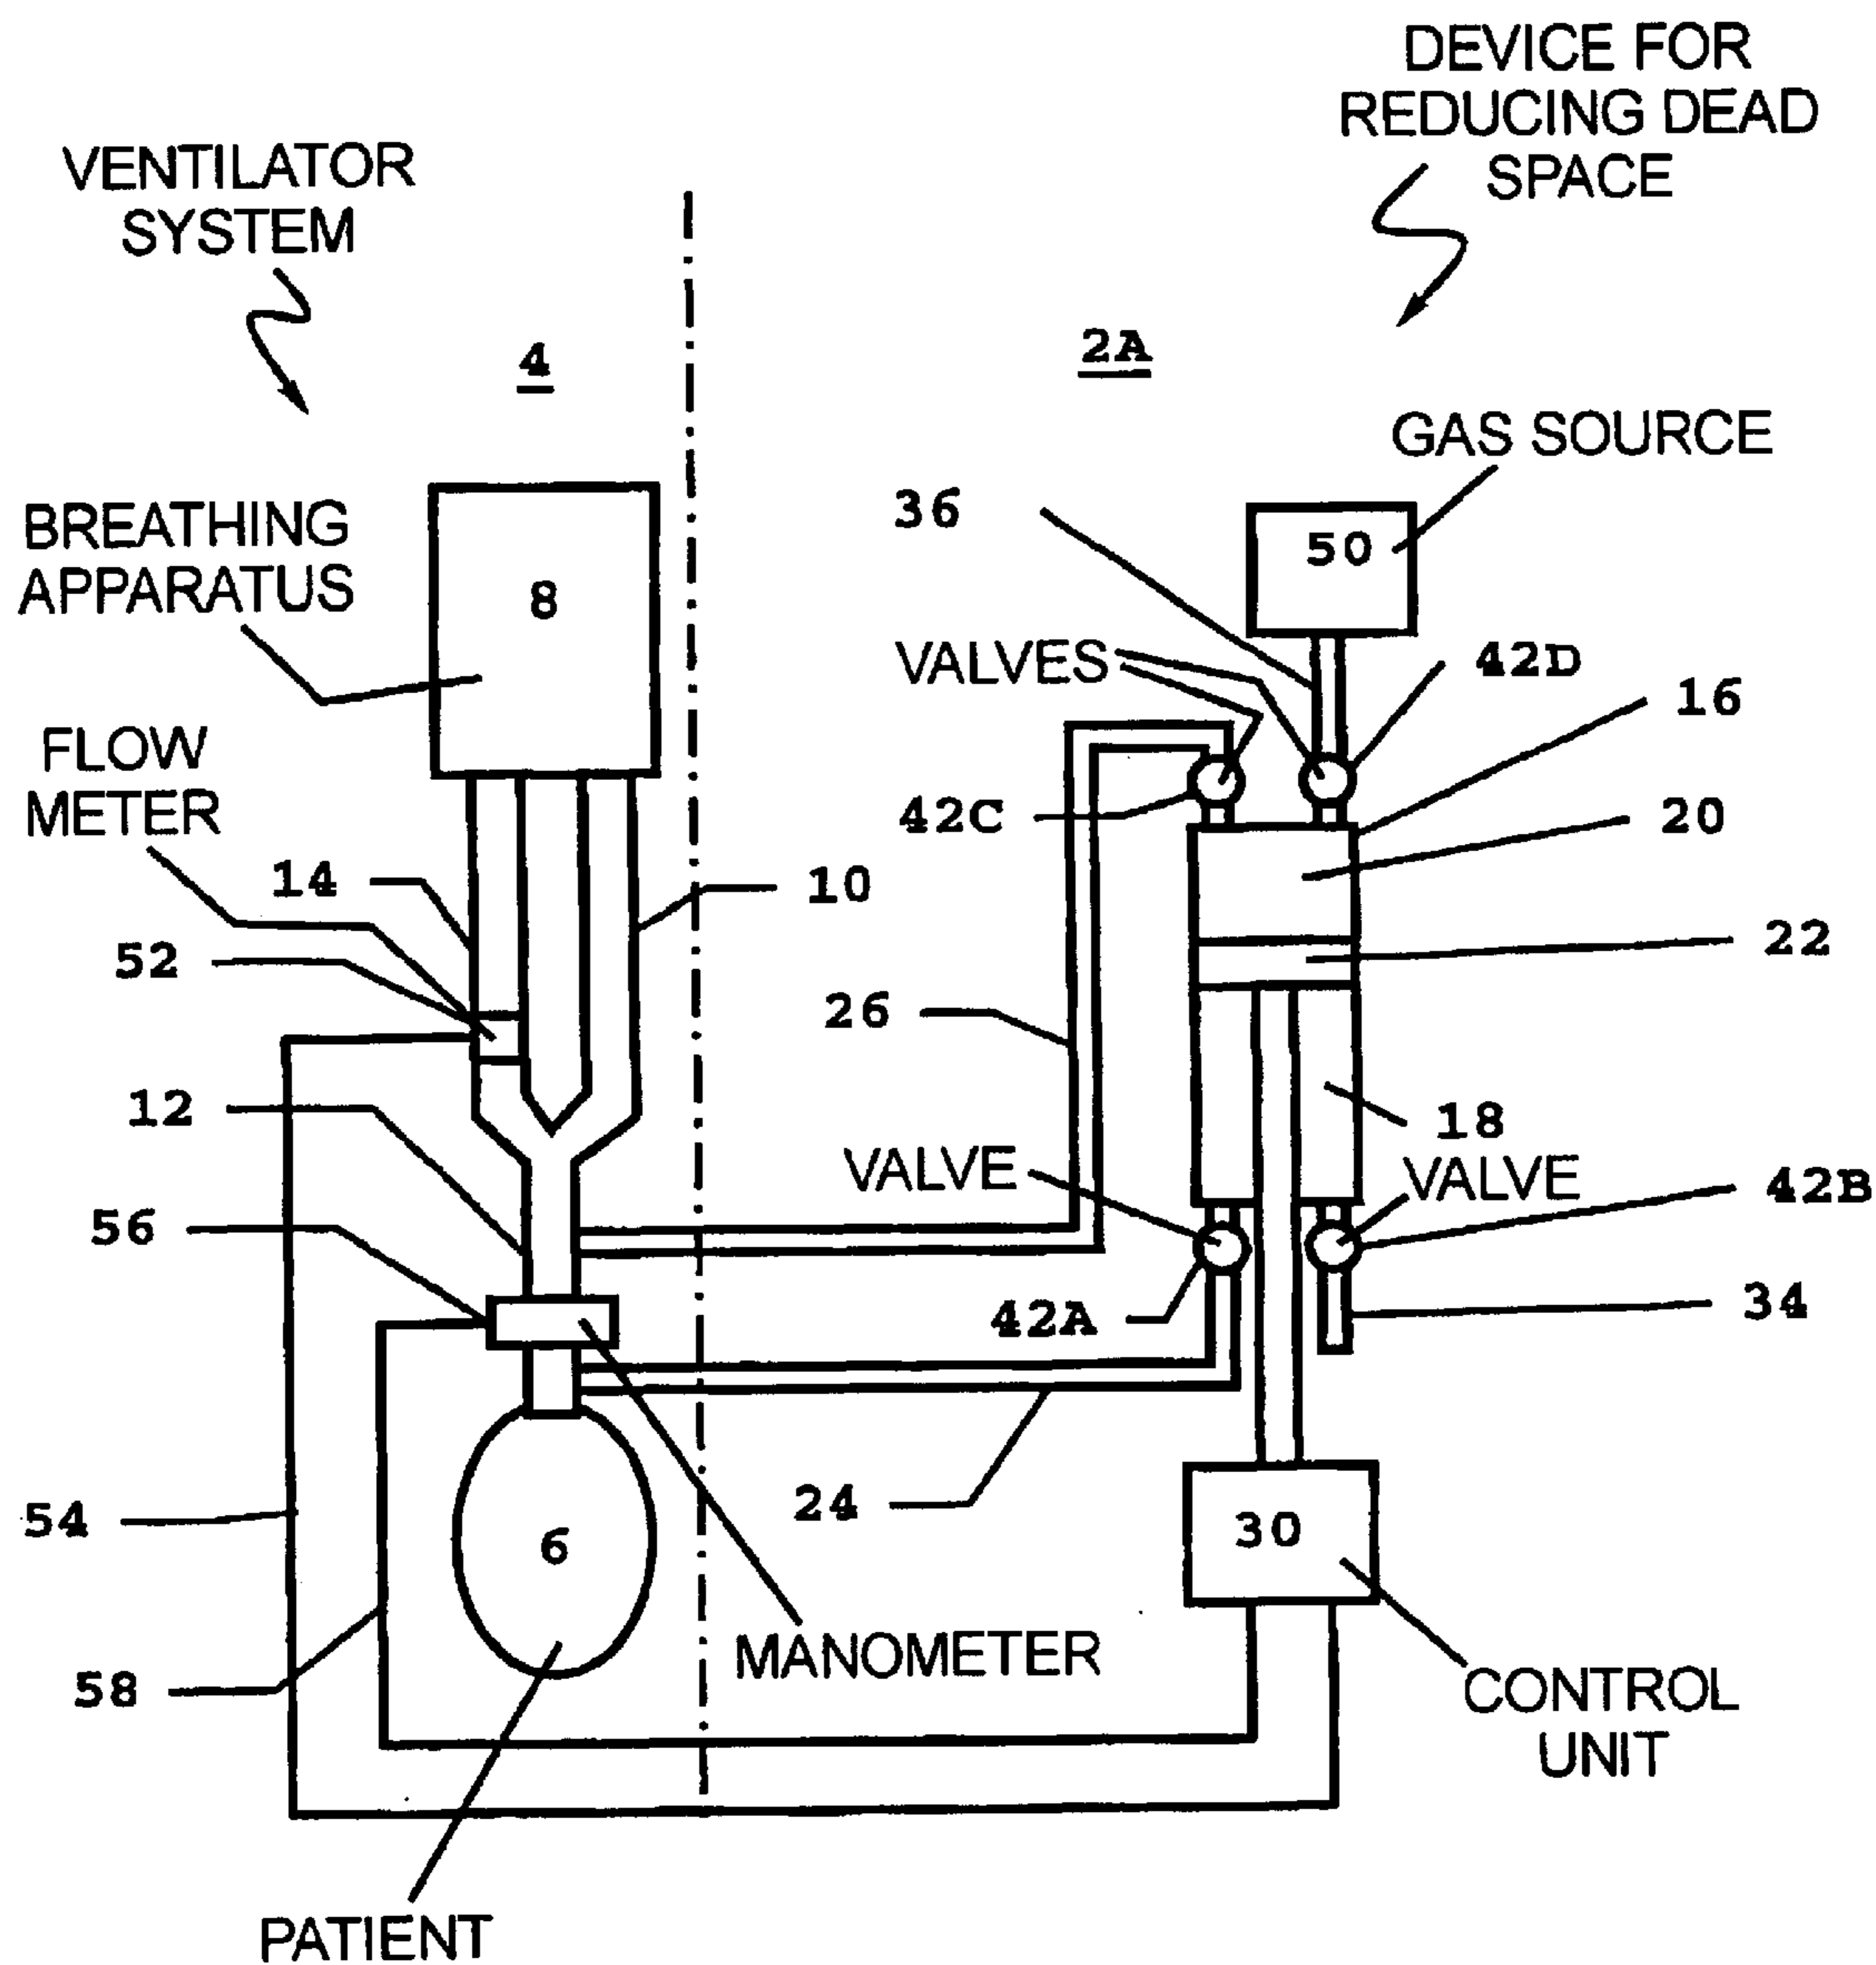 DEVICE FOR
REDUCING DEAD
SPACE
VENTILATOR
SYSTEM
4
2A
GAS SOURCE
BREATHING
APPARATUS
8
36
50
VALVES
42D
16
FLOW
METER
42C
20
14
10
22
52
26
12
18
VALVE
VALVE
42B
56
42A
34
24
54
6
30
MANOMETER
58
CONTROL
UNIT
PATIENT